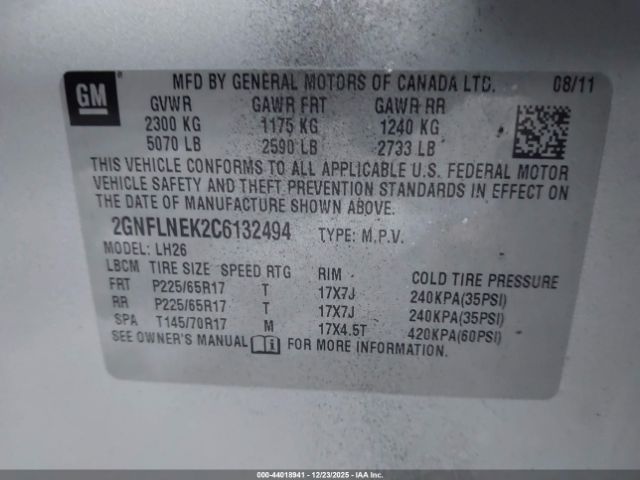 GM
MFD BY GENERAL MOTORS OF CANADA LTD. 08/11
GVWR GAWR FRT GAWR RR
2300 KG 1175 KG 1240 KG
5070 LB 2590 LB 2733 LB
THIS VEHICLE CONFORMS TO ALL APPLICABLE U.S. FEDERAL MOTOR
VEHICLE SAFETY AND THEFT PREVENTION STANDARDS IN EFFECT ON
THE DATE OF MANUFACTURE SHOWN ABOVE.
2GNFLNEK2C6132494 TYPE: M.P.V.
MODEL: LH26
LBCM TIRE SIZE SPEED RTG RIM COLD TIRE PRESSURE
FRT P225/65R17 T 17X7J 240KPA(35PSI)
RR P225/65R17 T 17X7J 240KPA(35PSI)
SPA T145/70R17 M 17X4.5T 420KPA(60PSI)
SEE OWNER'S MANUAL FOR MORE INFORMATION.
000-44018941 - 12/23/2025 - IAAI.com